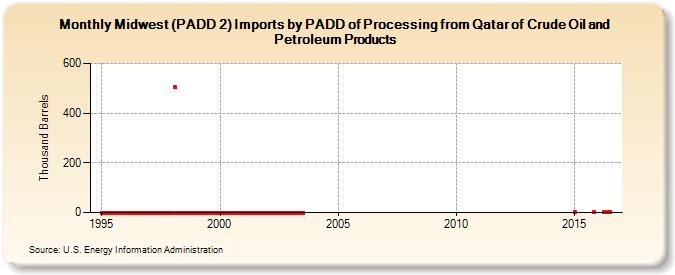 Monthly Midwest (PADD 2) Imports by PADD of Processing from Qatar of Crude Oil and
Petroleum Products
Thousand Barrels
600
400
200
0
1995 2000 2005 2010 2015
Source: U.S. Energy Information Administration